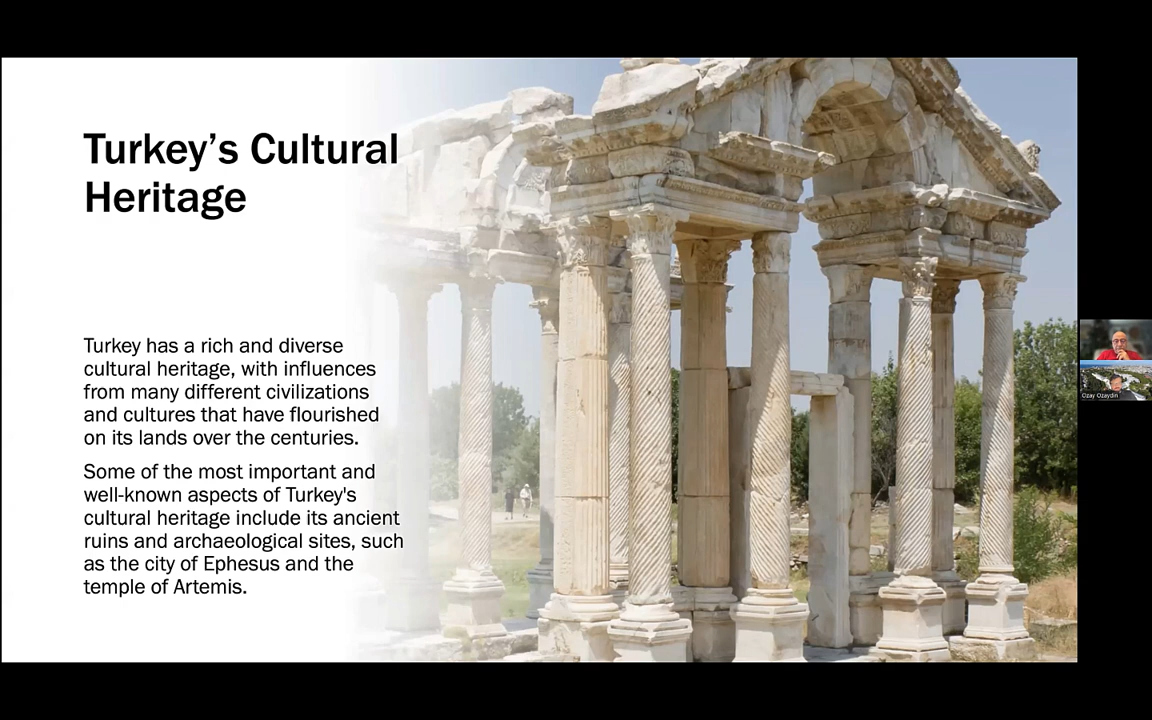 Turkey’s Cultural
Heritage
Turkey has a rich and diverse
cultural heritage, with influences
from many different civilizations
and cultures that have flourished
on its lands over the centuries.
Some of the most important and
well-known aspects of Turkey's
cultural heritage include its ancient
ruins and archaeological sites, such
as the city of Ephesus and the
temple of Artemis.
Ozay Ozaydin